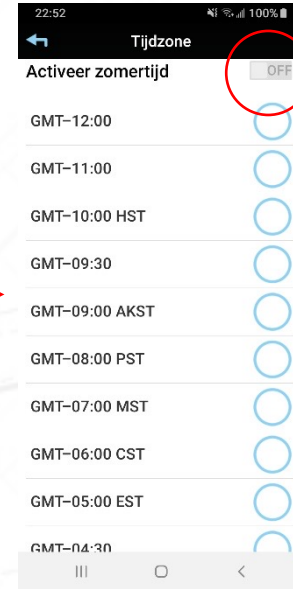 22:52 100%
Tijdzone
Activeer zomertijd OFF
GMT–12:00
GMT–11:00
GMT–10:00 HST
GMT–09:30
GMT–09:00 AKST
GMT–08:00 PST
GMT–07:00 MST
GMT–06:00 CST
GMT–05:00 EST
GMT–04:30